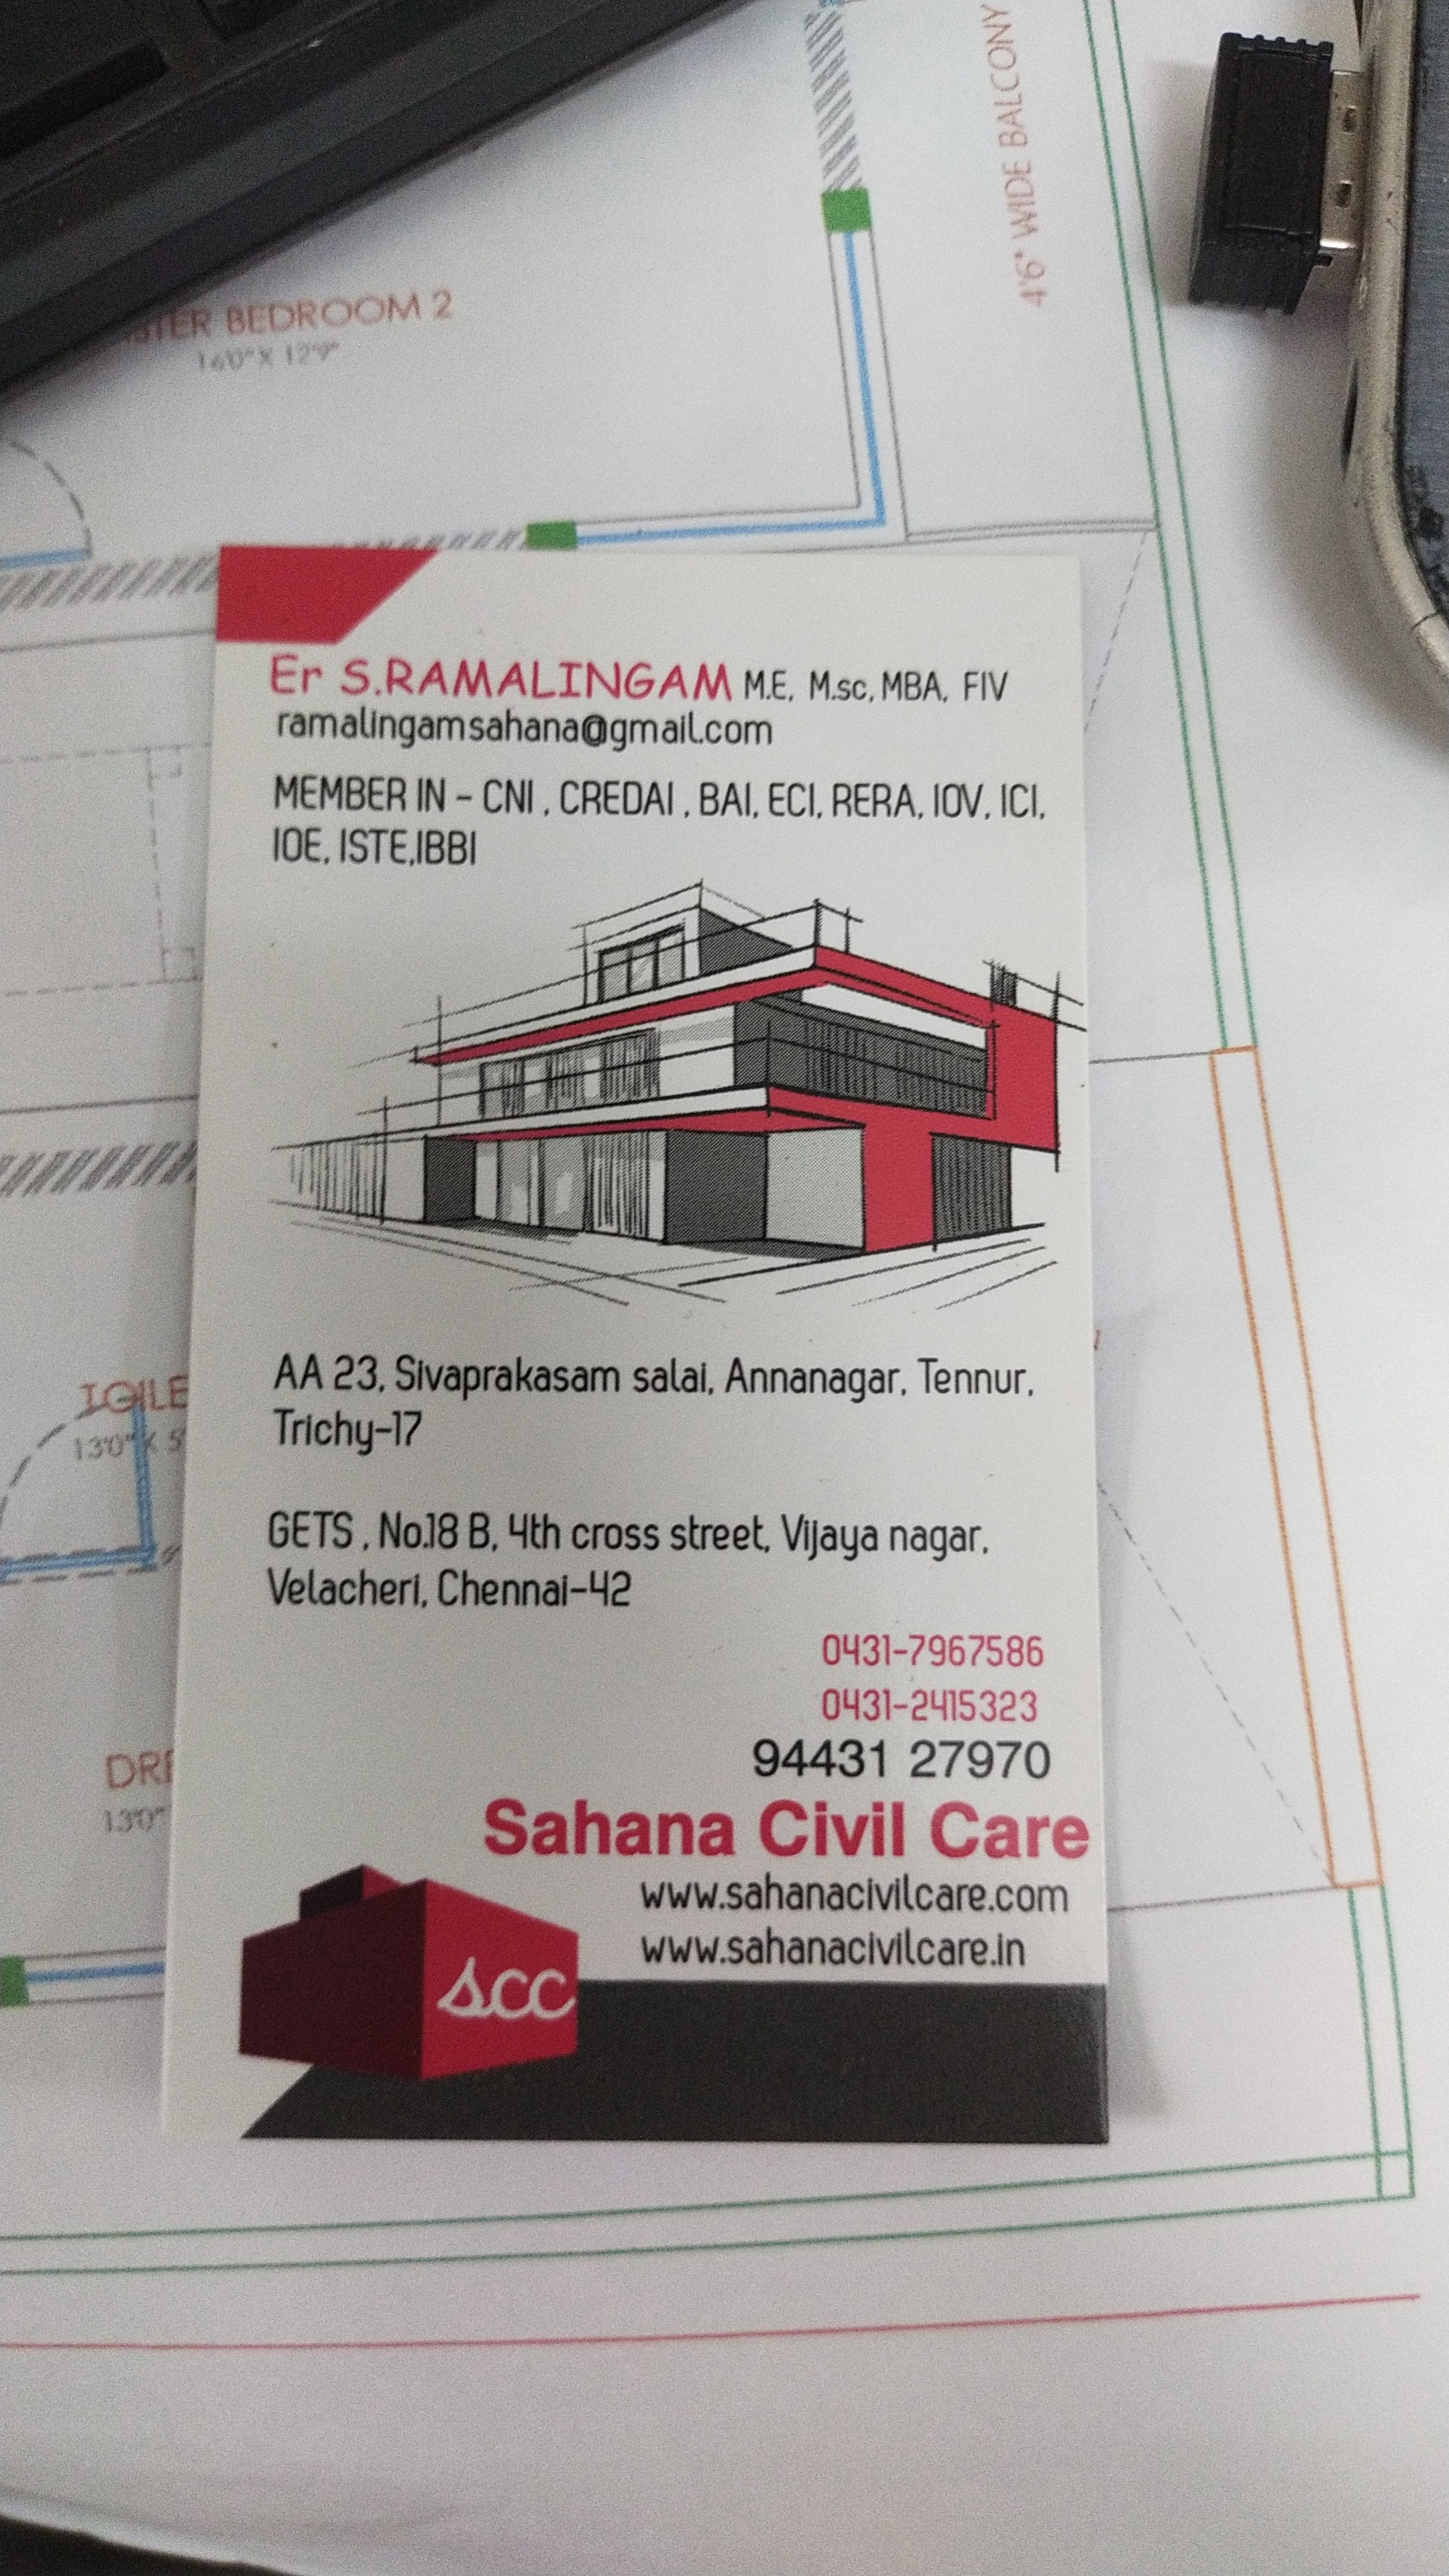 4'6" WIDE BALCONY
BEDROOM 2
16'0" X 12'9"
Er S.RAMALINGAM M.E, M.sc, MBA, FIV
ramalingamsahana@gmail.com
MEMBER IN - CNI , CREDAI , BAI, ECI, RERA, IOV, ICI,
IOE, ISTE,IBBI
AA 23, Sivaprakasam salai, Annanagar, Tennur,
Trichy-17
GETS , No.18 B, 4th cross street, Vijaya nagar,
Velacheri, Chennai-42
0431-7967586
0431-2415323
94431 27970
Sahana Civil Care
www.sahanacivilcare.com
www.sahanacivilcare.in
scc